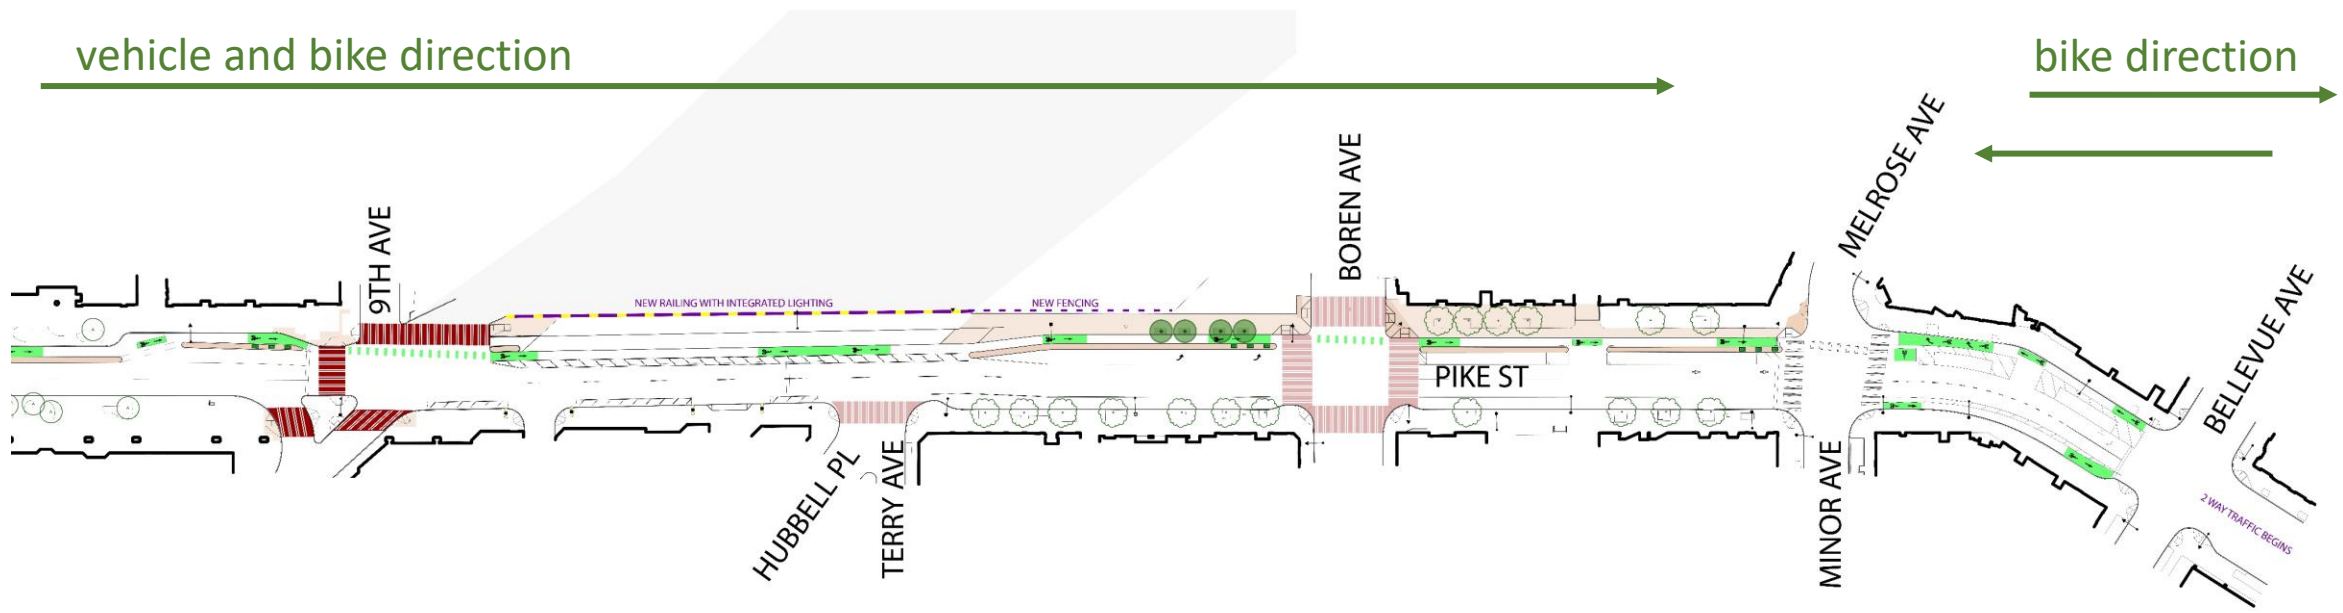 vehicle and bike direction
bike direction
MELROSE AVE
BOREN AVE
9TH AVE
BELLEVUE AVE
NEW RAILING WITH INTEGRATED LIGHTING
NEW FENCING
PIKE ST
HUBBELL PL
TERRY AVE
MINOR AVE
2 WAY TRAFFIC BEGINS